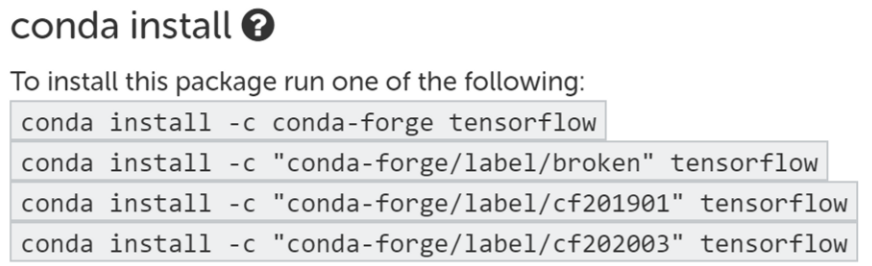 conda install ?
To install this package run one of the following:
conda install -c conda-forge tensorflow
conda install -c "conda-forge/label/broken" tensorflow
conda install -c "conda-forge/label/cf201901" tensorflow
conda install -c "conda-forge/label/cf202003" tensorflow